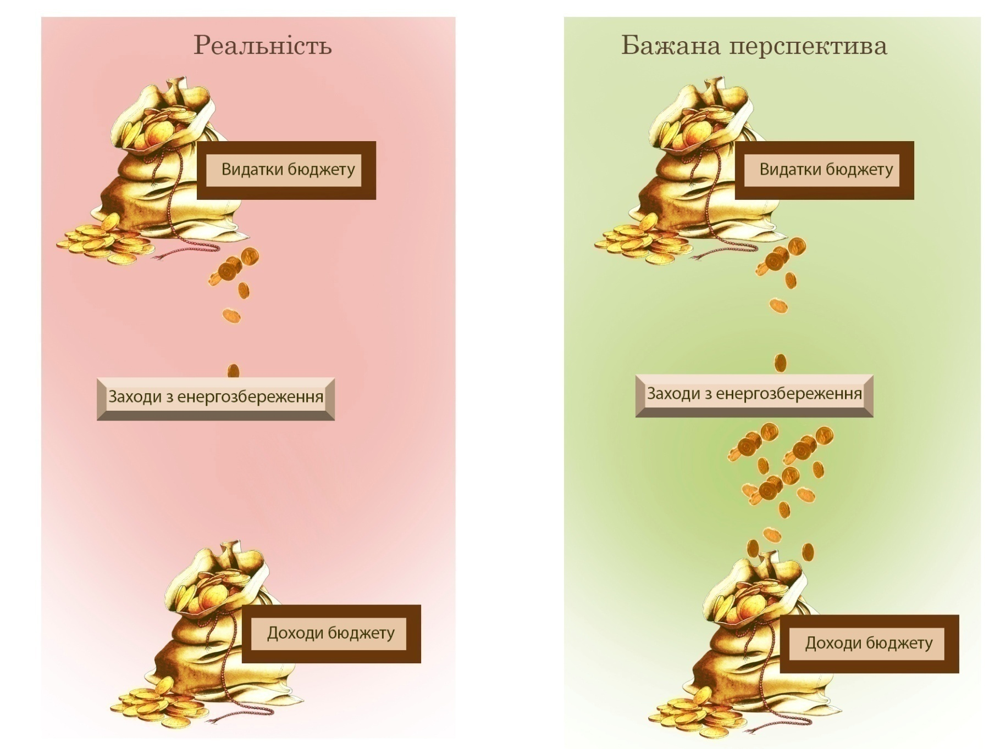 Реальність
Видатки бюджету
Заходи з енергозбереження
Доходи бюджету
Бажана перспектива
Видатки бюджету
Заходи з енергозбереження
Доходи бюджету